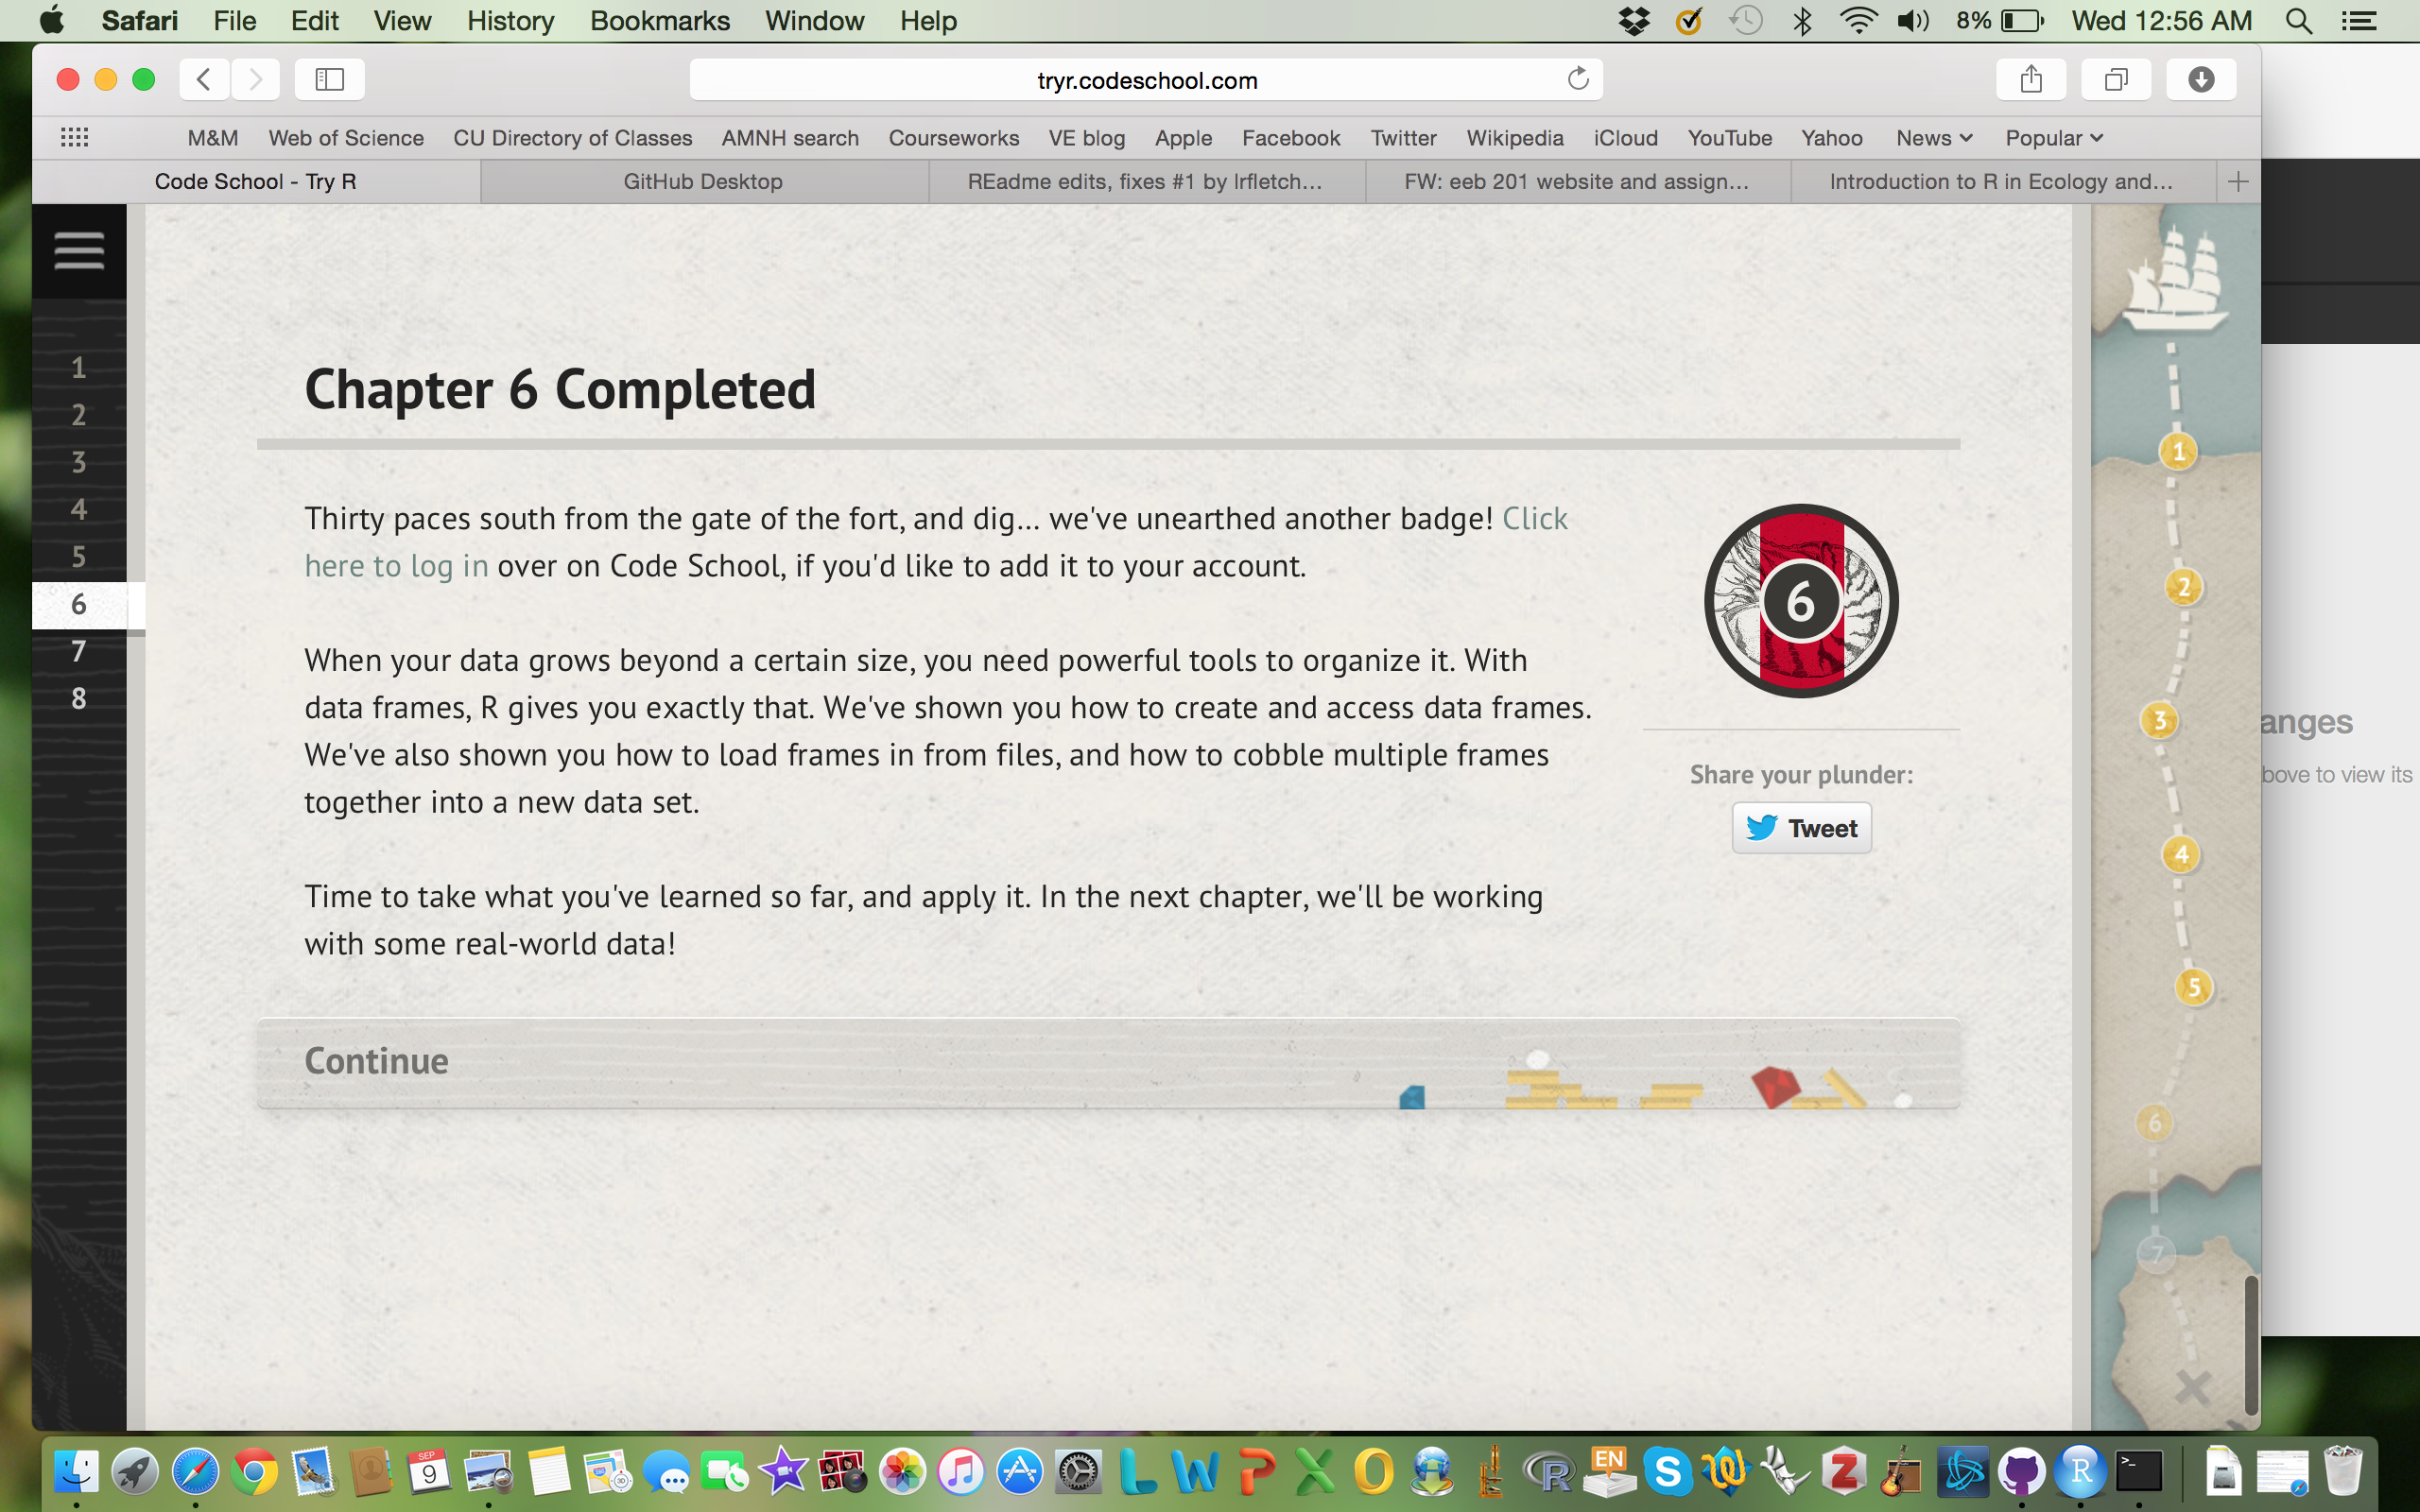 Safari File Edit View History Bookmarks Window Help 8% Wed 12:56 AM
tryr.codeschool.com
M&M Web of Science CU Directory of Classes AMNH search Courseworks VE blog Apple Facebook Twitter Wikipedia iCloud YouTube Yahoo News Popular
Code School - Try R GitHub Desktop REadme edits, fixes #1 by lrfletch... FW: eeb 201 website and assign... Introduction to R in Ecology and...
1
2
3
4
5
6
7
8
Chapter 6 Completed
Thirty paces south from the gate of the fort, and dig... we've unearthed another badge! Click
here to log in over on Code School, if you'd like to add it to your account.
When your data grows beyond a certain size, you need powerful tools to organize it. With
data frames, R gives you exactly that. We've shown you how to create and access data frames.
We've also shown you how to load frames in from files, and how to cobble multiple frames
together into a new data set.
Time to take what you've learned so far, and apply it. In the next chapter, we'll be working
with some real-world data!
6
Share your plunder:
Tweet
Continue
1
2
3
4
5
6
7
anges
bove to view its
SEP
9
3D
L W P X O R EN S Z R >_